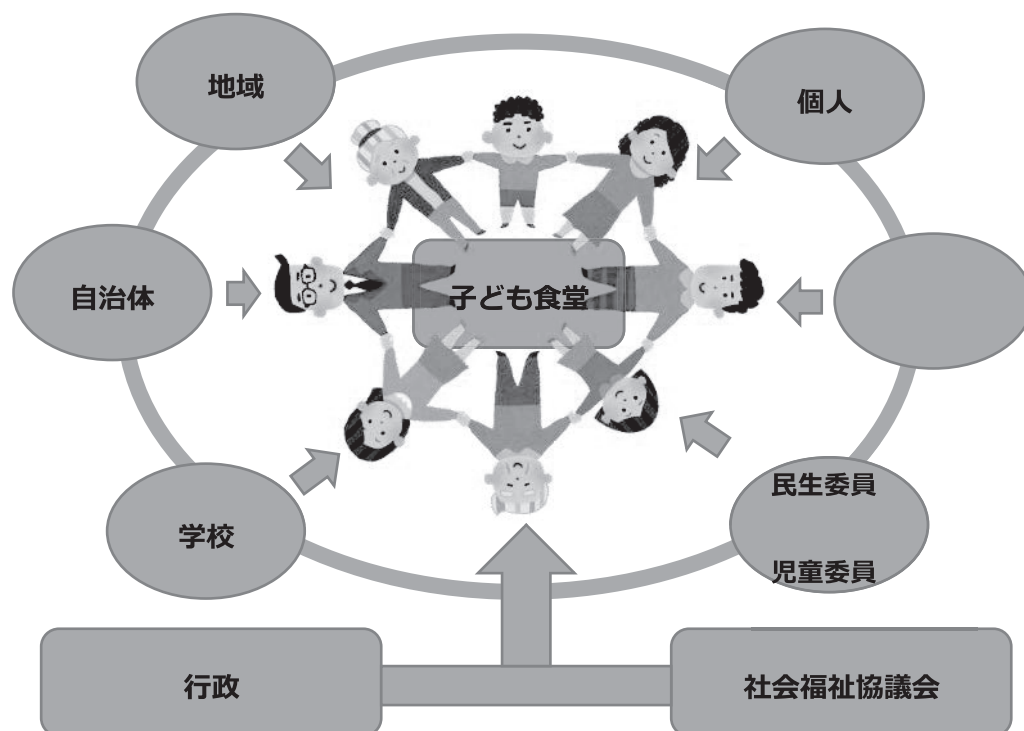 地域
個人
自治体
子ども食堂
学校
民生委員
児童委員
行政
社会福祉協議会